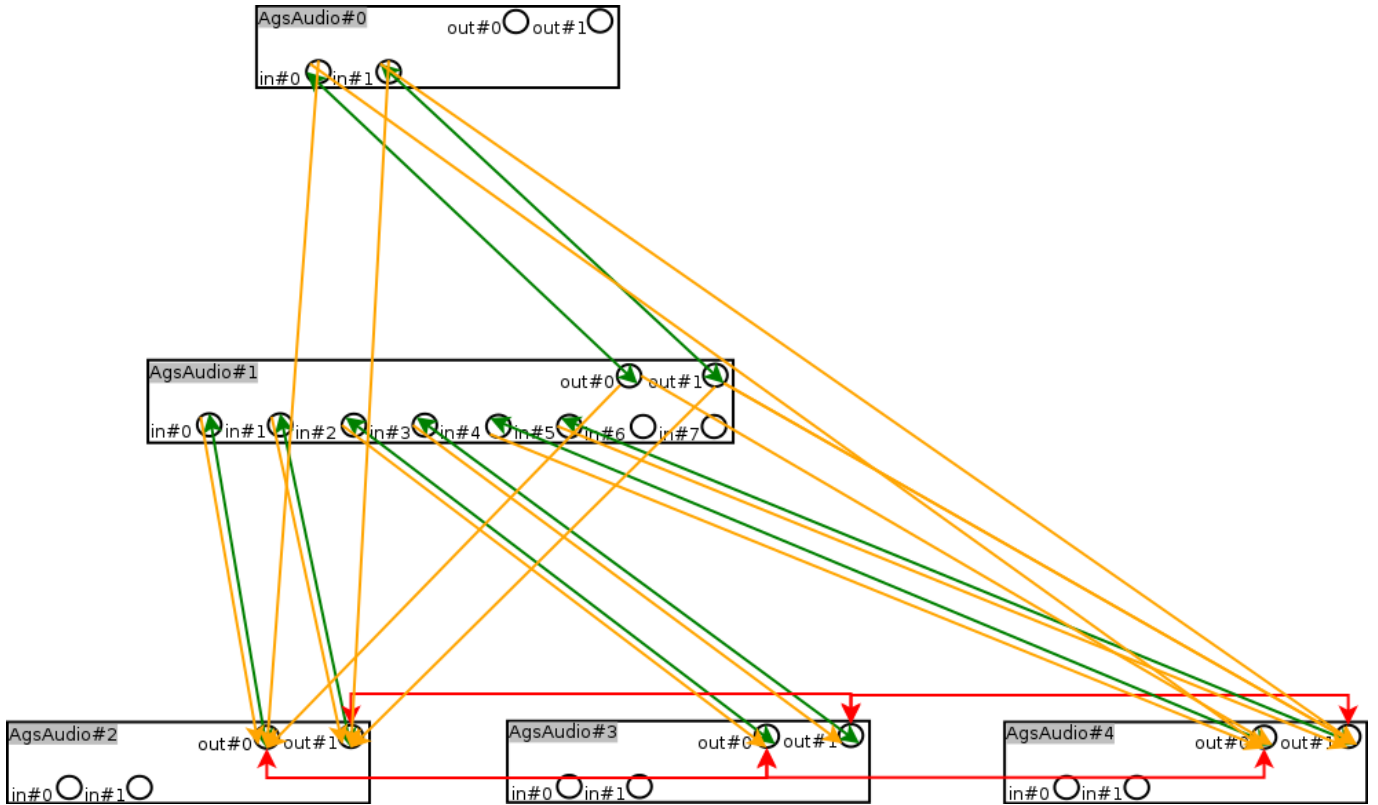 AgsAudio#0
out#0 out#1
in#0 in#1
AgsAudio#1
out#0 out#1
in#0 in#1 in#2 in#3 in#4 in#5 in#6 in#7
AgsAudio#2 AgsAudio#3 AgsAudio#4
out#0 out#1 out#0 out#1 out#0 out#1
in#0 in#1 in#0 in#1 in#0 in#1